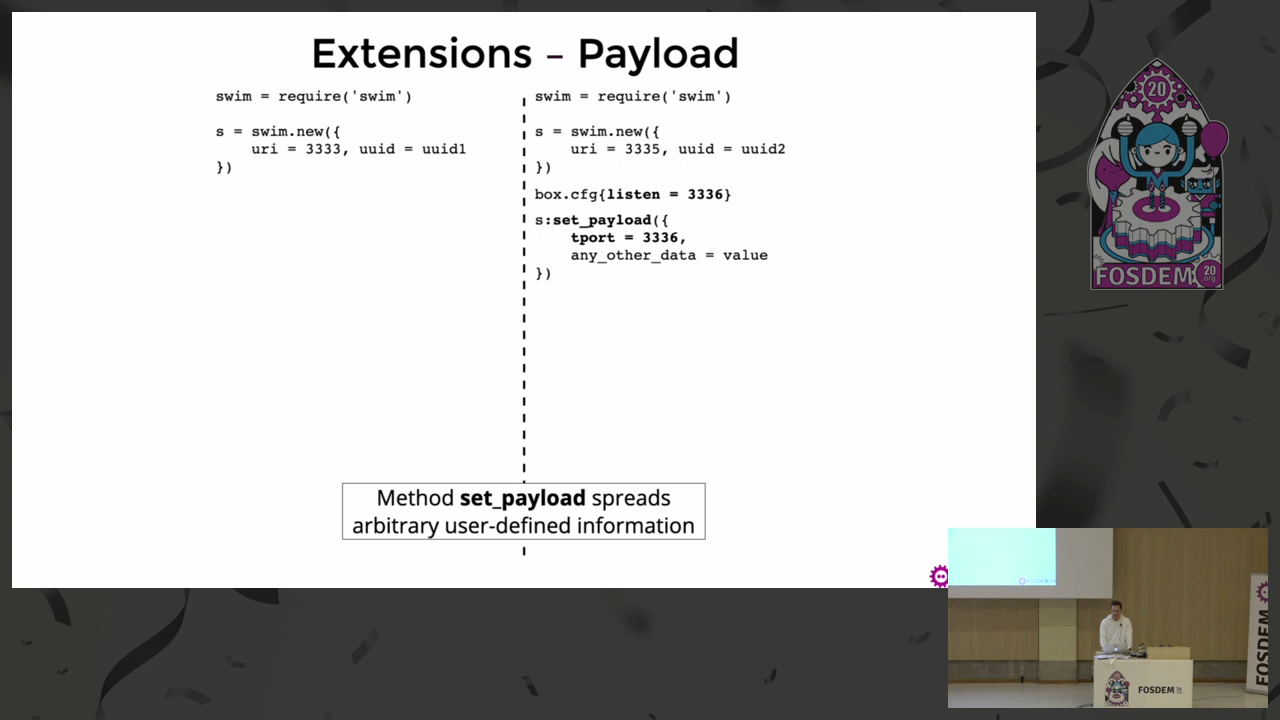 Extensions – Payload
swim = require('swim')
s = swim.new({
    uri = 3333, uuid = uuid1
})
swim = require('swim')
s = swim.new({
    uri = 3335, uuid = uuid2
})
box.cfg{listen = 3336}
s:set_payload({
    tport = 3336,
    any_other_data = value
})
Method set_payload spreads
arbitrary user-defined information
20
FOSDEM
20
.org
FOSDEM
FOSDEM